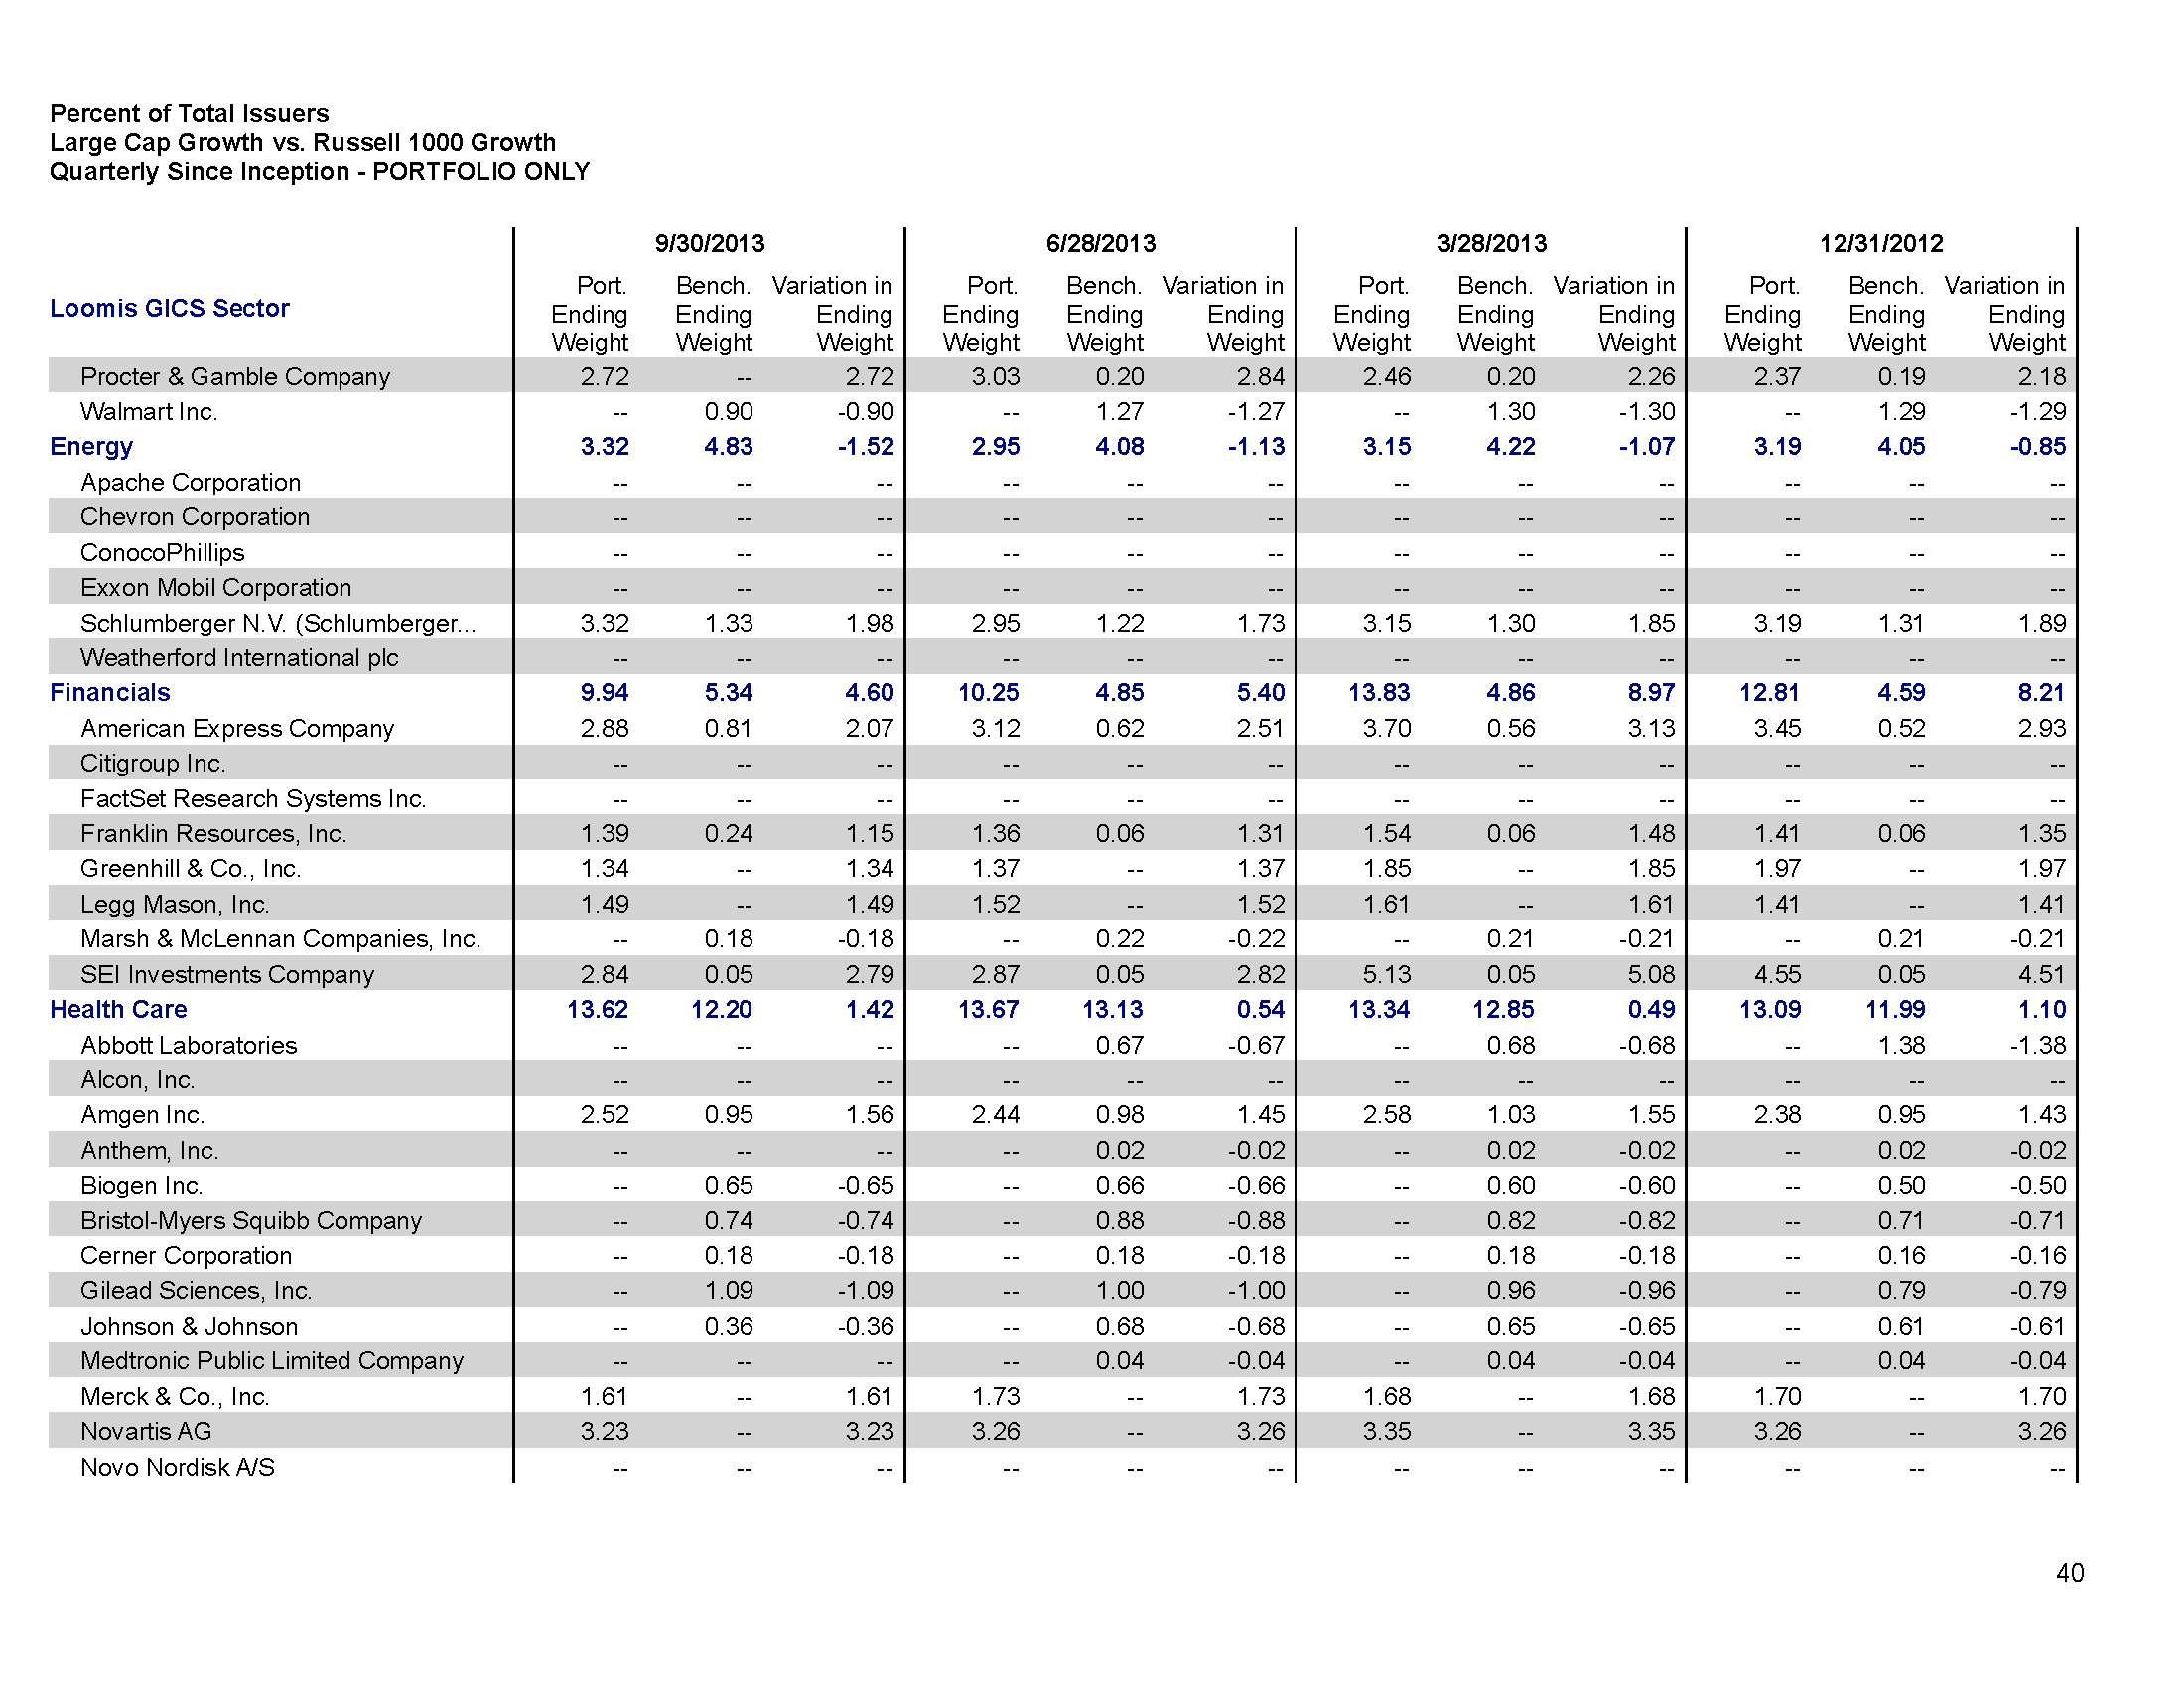 Percent of Total Issuers
Large Cap Growth vs. Russell 1000 Growth
Quarterly Since Inception - PORTFOLIO ONLY
9/30/2013 6/28/2013 3/28/2013 12/31/2012
Loomis GICS Sector
Port. Bench. Variation in Port. Bench. Variation in Port. Bench. Variation in Port. Bench. Variation in
Ending Ending Ending Ending Ending Ending Ending Ending Ending Ending Ending Ending
Weight Weight Weight Weight Weight Weight Weight Weight Weight Weight Weight Weight
Procter & Gamble Company 2.72 -- 2.72 3.03 0.20 2.84 2.46 0.20 2.26 2.37 0.19 2.18
Walmart Inc. -- 0.90 -0.90 -- 1.27 -1.27 -- 1.30 -1.30 -- 1.29 -1.29
Energy 3.32 4.83 -1.52 2.95 4.08 -1.13 3.15 4.22 -1.07 3.19 4.05 -0.85
Apache Corporation -- -- -- -- -- -- -- -- -- -- -- --
Chevron Corporation -- -- -- -- -- -- -- -- -- -- -- --
ConocoPhillips -- -- -- -- -- -- -- -- -- -- -- --
Exxon Mobil Corporation -- -- -- -- -- -- -- -- -- -- -- --
Schlumberger N.V. (Schlumberger... 3.32 1.33 1.98 2.95 1.22 1.73 3.15 1.30 1.85 3.19 1.31 1.89
Weatherford International plc -- -- -- -- -- -- -- -- -- -- -- --
Financials 9.94 5.34 4.60 10.25 4.85 5.40 13.83 4.86 8.97 12.81 4.59 8.21
American Express Company 2.88 0.81 2.07 3.12 0.62 2.51 3.70 0.56 3.13 3.45 0.52 2.93
Citigroup Inc. -- -- -- -- -- -- -- -- -- -- -- --
FactSet Research Systems Inc. -- -- -- -- -- -- -- -- -- -- -- --
Franklin Resources, Inc. 1.39 0.24 1.15 1.36 0.06 1.31 1.54 0.06 1.48 1.41 0.06 1.35
Greenhill & Co., Inc. 1.34 -- 1.34 1.37 -- 1.37 1.85 -- 1.85 1.97 -- 1.97
Legg Mason, Inc. 1.49 -- 1.49 1.52 -- 1.52 1.61 -- 1.61 1.41 -- 1.41
Marsh & McLennan Companies, Inc. -- 0.18 -0.18 -- 0.22 -0.22 -- 0.21 -0.21 -- 0.21 -0.21
SEI Investments Company 2.84 0.05 2.79 2.87 0.05 2.82 5.13 0.05 5.08 4.55 0.05 4.51
Health Care 13.62 12.20 1.42 13.67 13.13 0.54 13.34 12.85 0.49 13.09 11.99 1.10
Abbott Laboratories -- -- -- -- 0.67 -0.67 -- 0.68 -0.68 -- 1.38 -1.38
Alcon, Inc. -- -- -- -- -- -- -- -- -- -- -- --
Amgen Inc. 2.52 0.95 1.56 2.44 0.98 1.45 2.58 1.03 1.55 2.38 0.95 1.43
Anthem, Inc. -- -- -- -- 0.02 -0.02 -- 0.02 -0.02 -- 0.02 -0.02
Biogen Inc. -- 0.65 -0.65 -- 0.66 -0.66 -- 0.60 -0.60 -- 0.50 -0.50
Bristol-Myers Squibb Company -- 0.74 -0.74 -- 0.88 -0.88 -- 0.82 -0.82 -- 0.71 -0.71
Cerner Corporation -- 0.18 -0.18 -- 0.18 -0.18 -- 0.18 -0.18 -- 0.16 -0.16
Gilead Sciences, Inc. -- 1.09 -1.09 -- 1.00 -1.00 -- 0.96 -0.96 -- 0.79 -0.79
Johnson & Johnson -- 0.36 -0.36 -- 0.68 -0.68 -- 0.65 -0.65 -- 0.61 -0.61
Medtronic Public Limited Company -- -- -- -- 0.04 -0.04 -- 0.04 -0.04 -- 0.04 -0.04
Merck & Co., Inc. 1.61 -- 1.61 1.73 -- 1.73 1.68 -- 1.68 1.70 -- 1.70
Novartis AG 3.23 -- 3.23 3.26 -- 3.26 3.35 -- 3.35 3.26 -- 3.26
Novo Nordisk A/S -- -- -- -- -- -- -- -- -- -- -- --
40